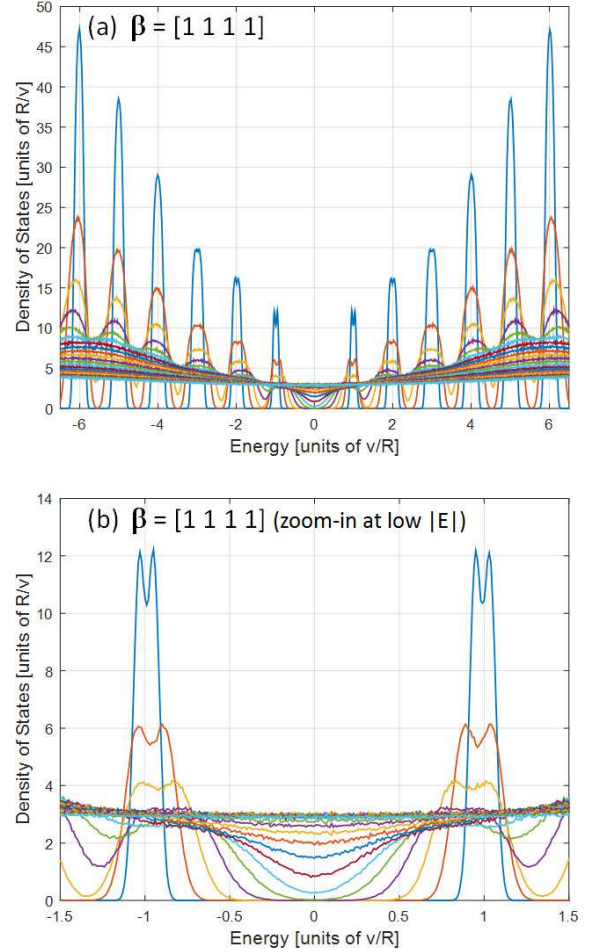 (a) β = [1 1 1 1]
Density of States [units of R/v]
50
45
40
35
30
25
20
15
10
5
0
-6 -4 -2 0 2 4 6
Energy [units of v/R]
(b) β = [1 1 1 1] (zoom-in at low |E|)
Density of States [units of R/v]
14
12
10
8
6
4
2
0
-1.5 -1 -0.5 0 0.5 1 1.5
Energy [units of v/R]